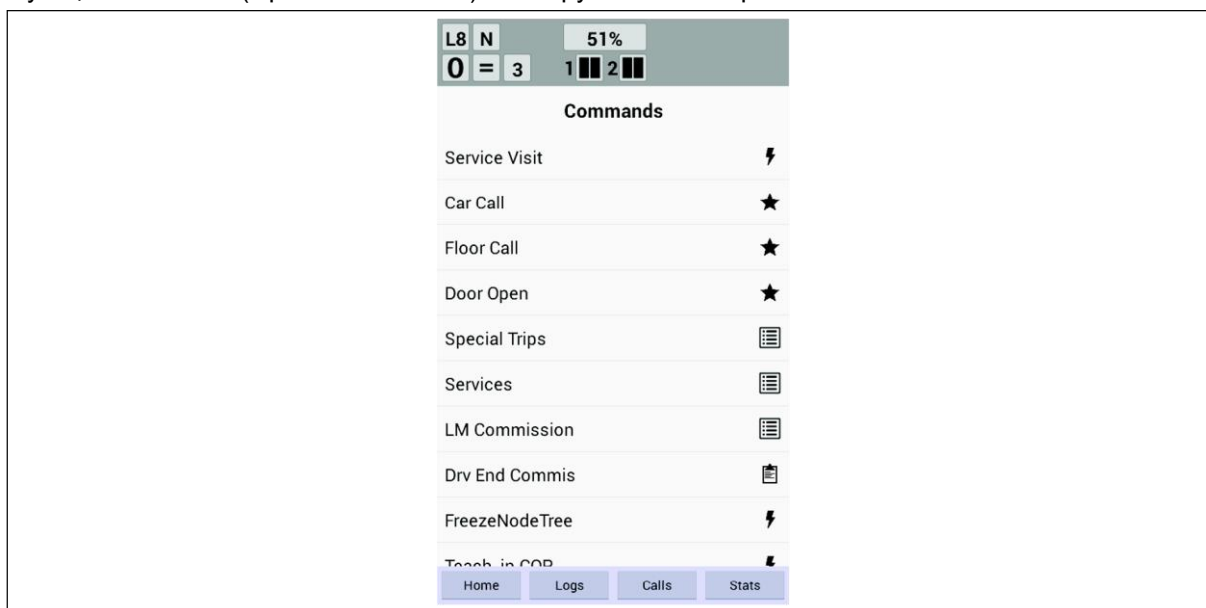 L8 N 51%
0 = 3 1 2
Commands
Service Visit
Car Call
Floor Call
Door Open
Special Trips
Services
LM Commission
Drv End Commis
FreezeNodeTree
Home Logs Calls Stats